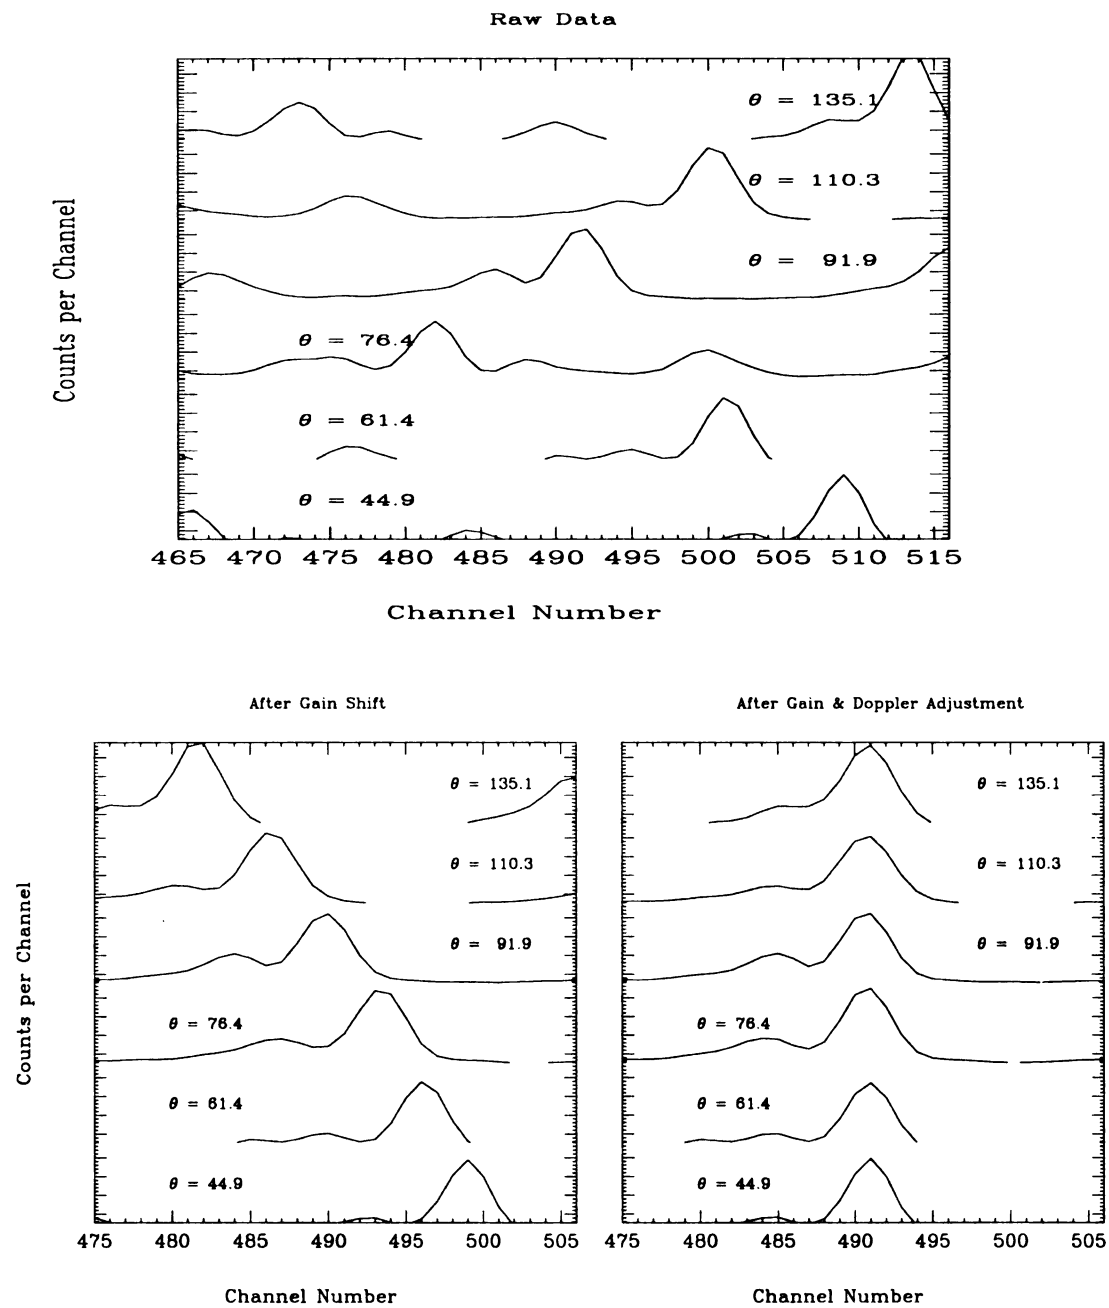 Raw Data
θ = 135.1
θ = 110.3
θ = 91.9
θ = 76.4
θ = 61.4
θ = 44.9
Counts per Channel
465 470 475 480 485 490 495 500 505 510 515
Channel Number
After Gain Shift
θ = 135.1
θ = 110.3
θ = 91.9
θ = 76.4
θ = 61.4
θ = 44.9
Counts per Channel
475 480 485 490 495 500 505
Channel Number
After Gain & Doppler Adjustment
θ = 135.1
θ = 110.3
θ = 91.9
θ = 76.4
θ = 61.4
θ = 44.9
475 480 485 490 495 500 505
Channel Number